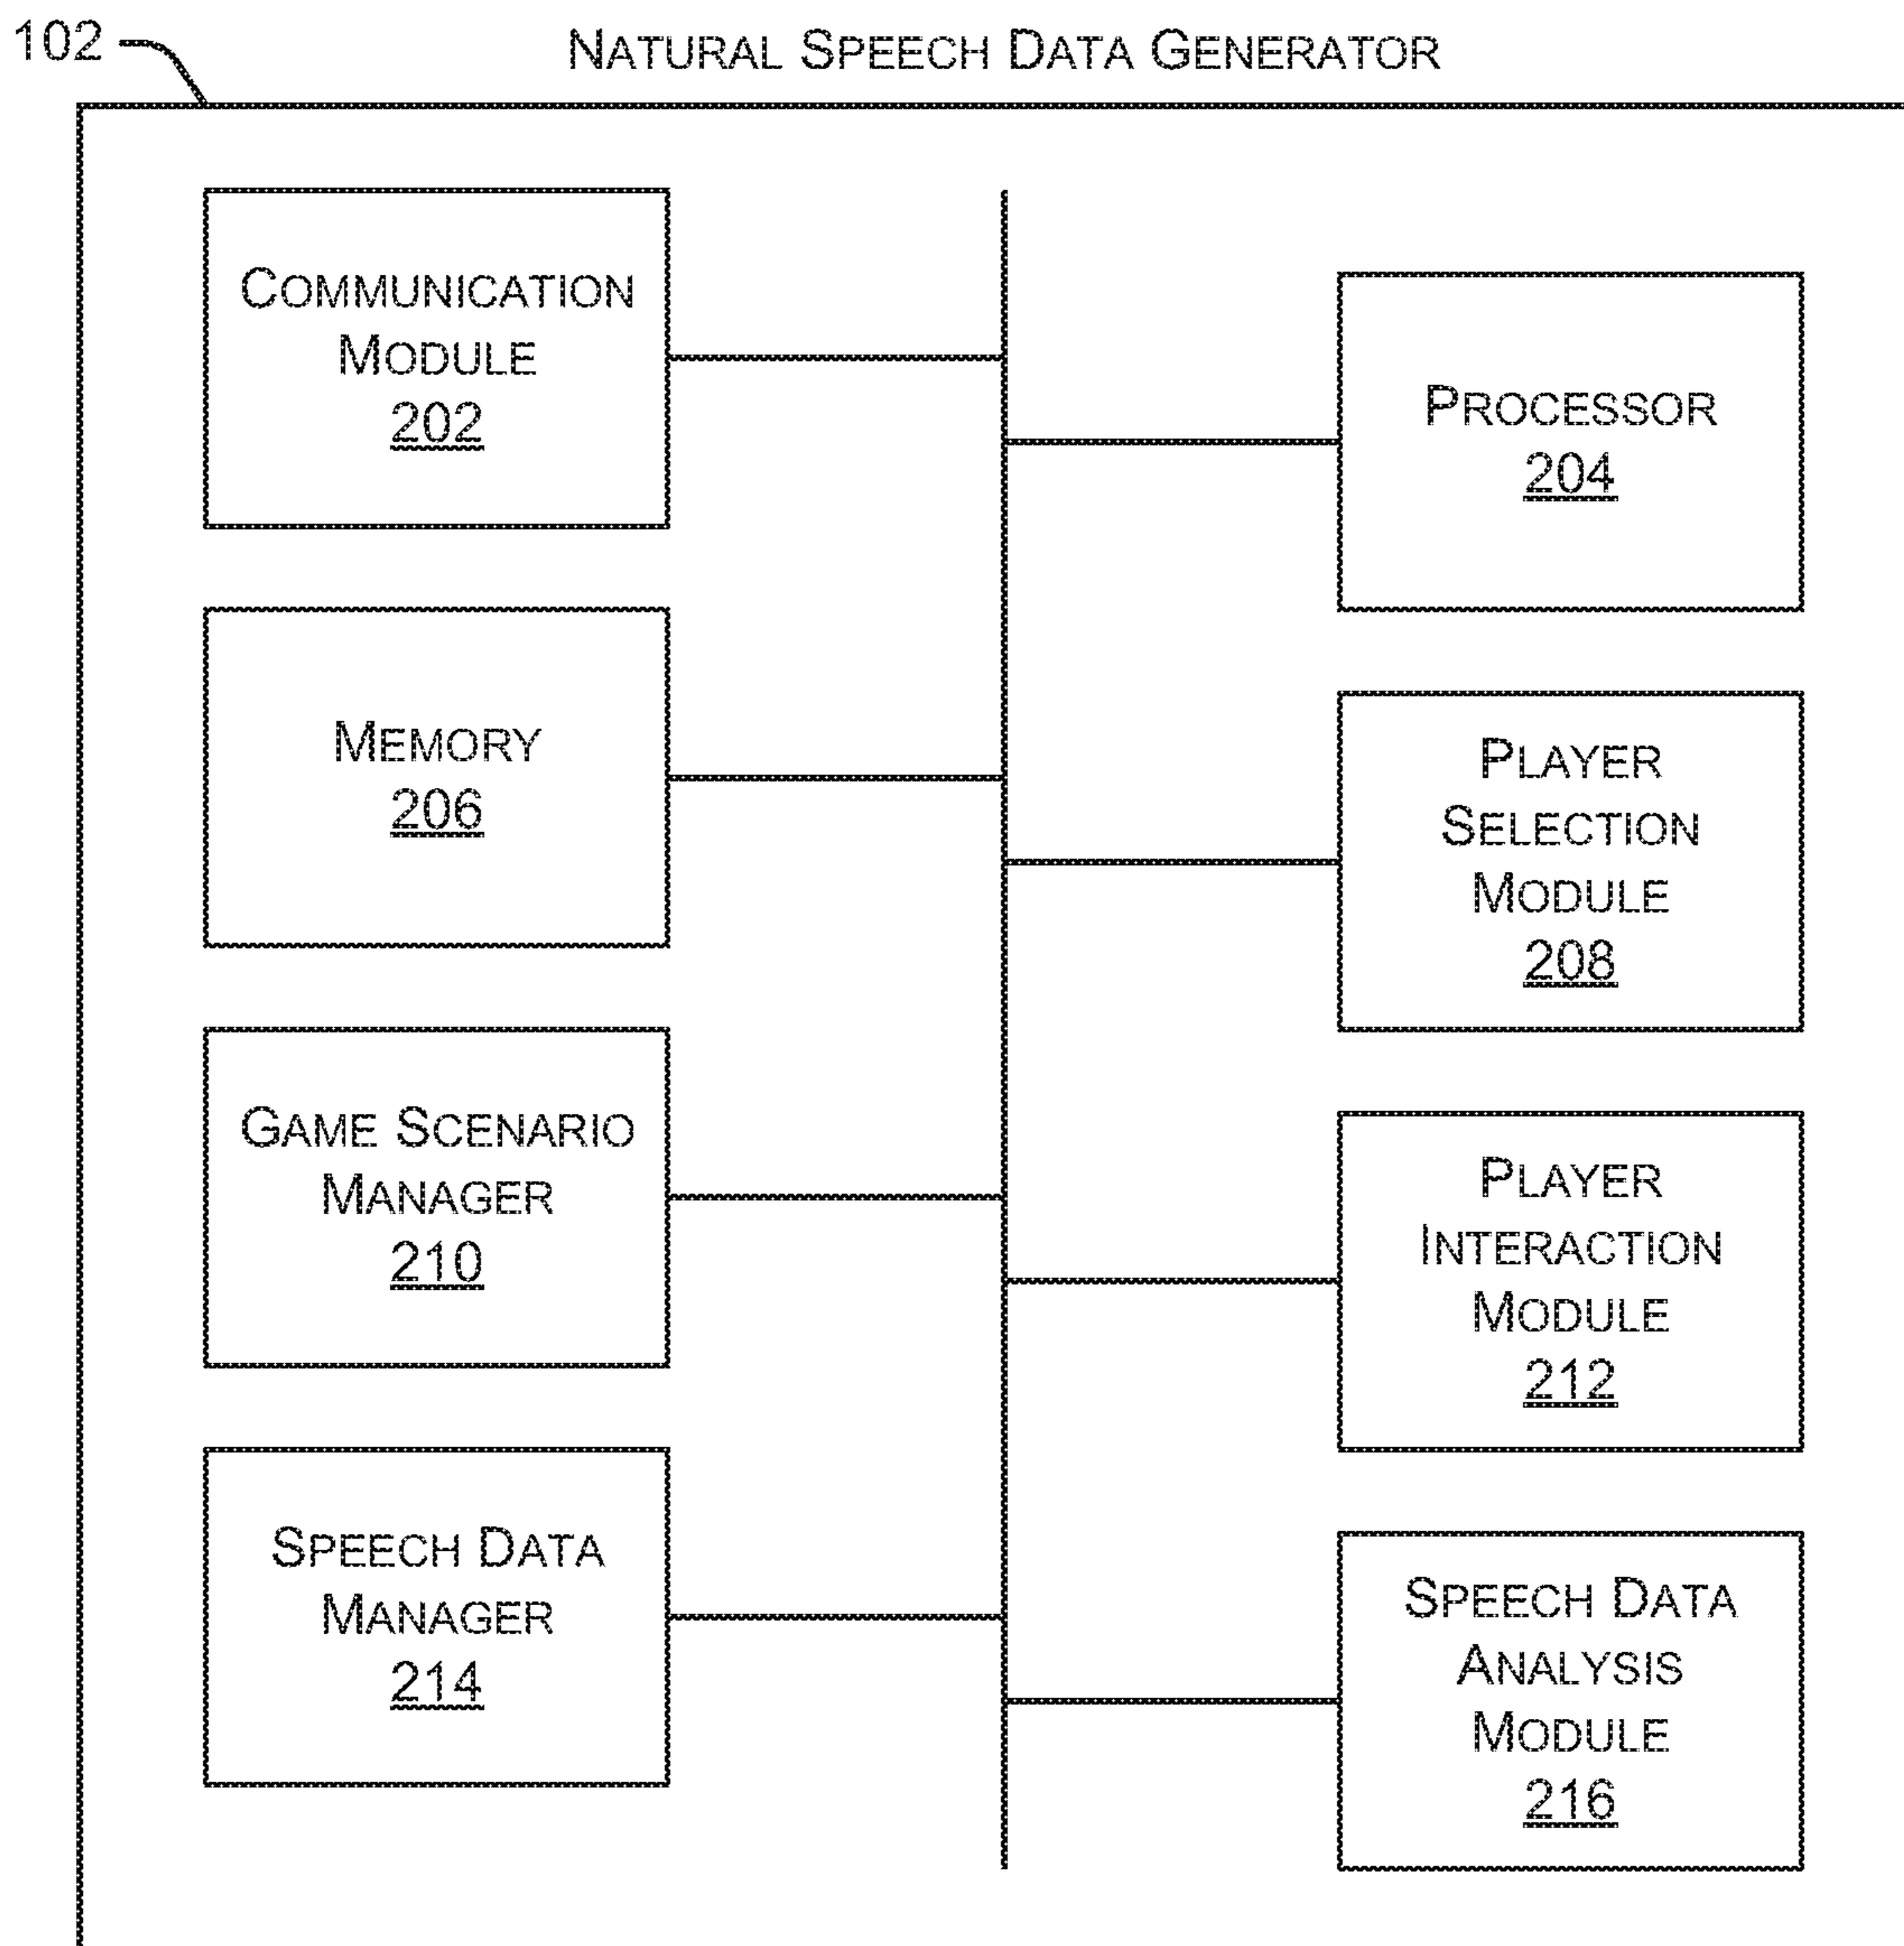 102
NATURAL SPEECH DATA GENERATOR
COMMUNICATION
MODULE
202
PROCESSOR
204
MEMORY
206
PLAYER
SELECTION
MODULE
208
GAME SCENARIO
MANAGER
210
PLAYER
INTERACTION
MODULE
212
SPEECH DATA
MANAGER
214
SPEECH DATA
ANALYSIS
MODULE
216